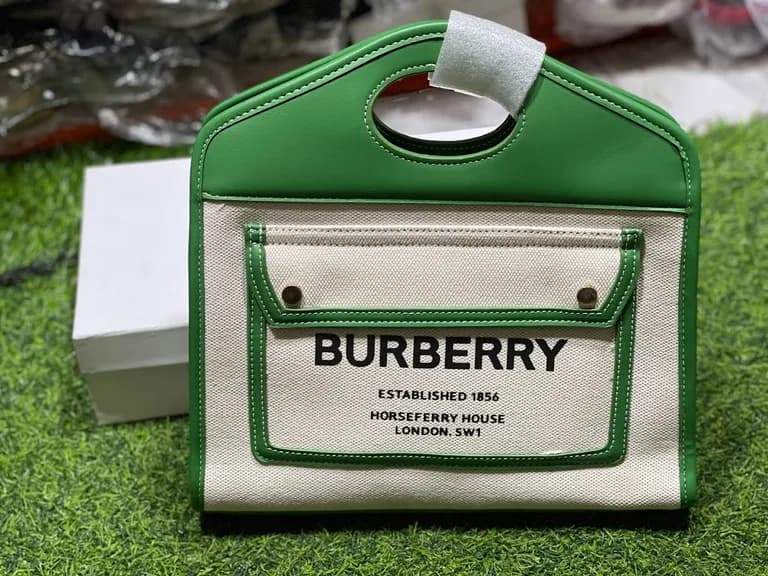 BURBERRY
ESTABLISHED 1856
HORSEFERRY HOUSE
LONDON. SW1